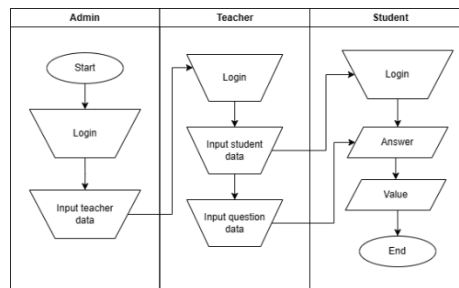 Admin
Teacher
Student
Start
Login
Input teacher
data
Login
Input student
data
Input question
data
Login
Answer
Value
End